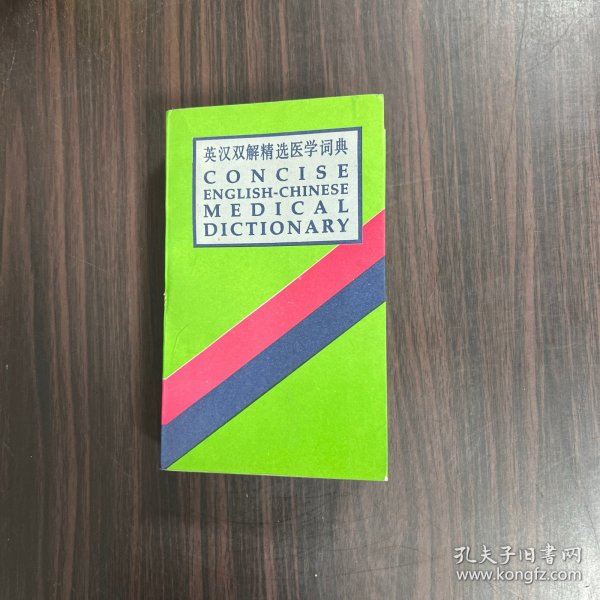 英汉双解精选医学词典
CONCISE
ENGLISH-CHINESE
MEDICAL
DICTIONARY
孔夫子旧书网
www.kongfz.com